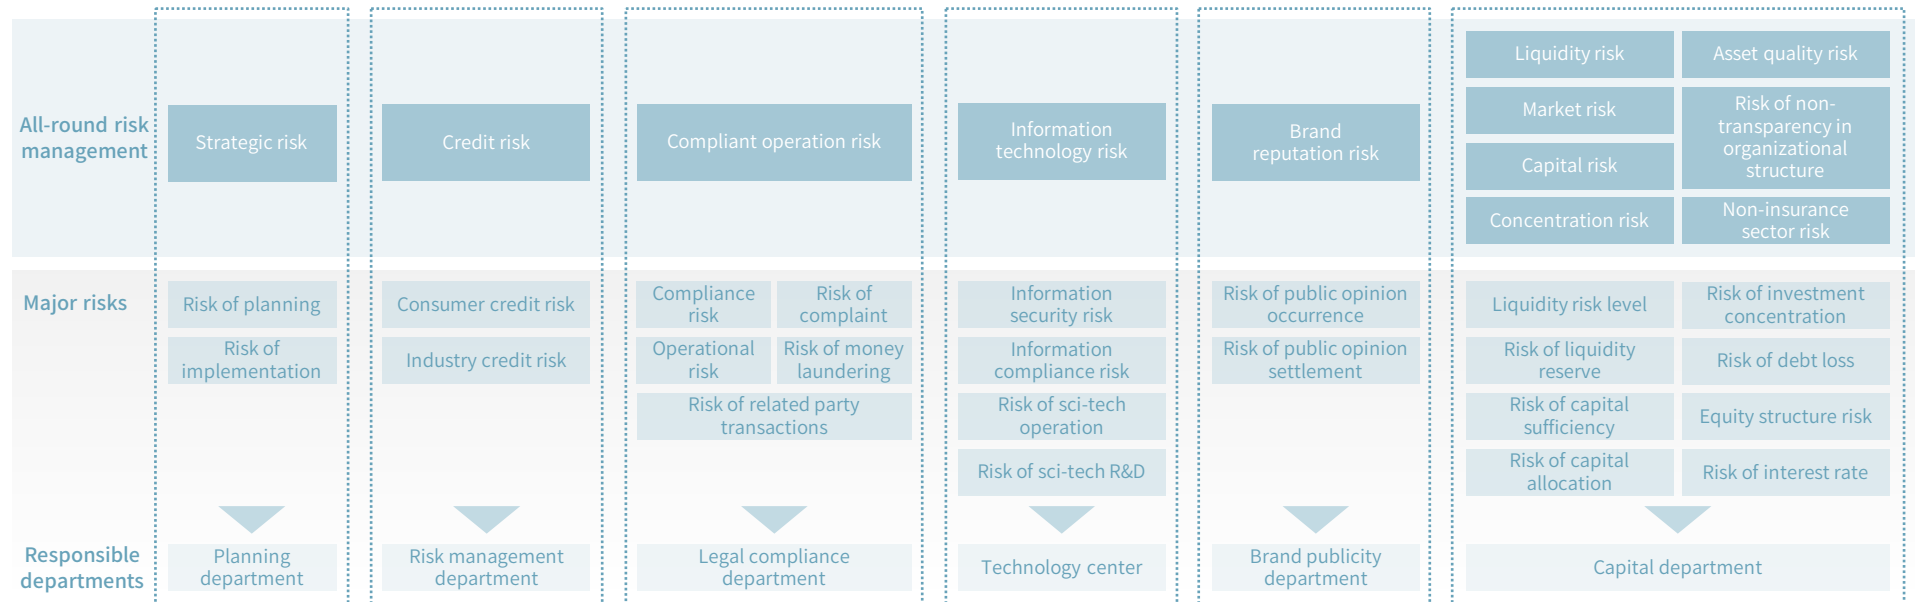 All-round risk
management
Strategic risk
Credit risk
Compliant operation risk
Information
technology risk
Brand
reputation risk
Liquidity risk
Asset quality risk
Market risk
Risk of non-
transparency in
organizational
structure
Capital risk
Concentration risk
Non-insurance
sector risk
Major risks
Risk of planning
Risk of
implementation
Consumer credit risk
Industry credit risk
Compliance
risk
Risk of
complaint
Operational
risk
Risk of money
laundering
Risk of related party
transactions
Information
security risk
Information
compliance risk
Risk of sci-tech
operation
Risk of sci-tech R&D
Risk of public opinion
occurrence
Risk of public opinion
settlement
Liquidity risk level
Risk of investment
concentration
Risk of liquidity
reserve
Risk of debt loss
Risk of capital
sufficiency
Equity structure risk
Risk of capital
allocation
Risk of interest rate
Responsible
departments
Planning
department
Risk management
department
Legal compliance
department
Technology center
Brand publicity
department
Capital department